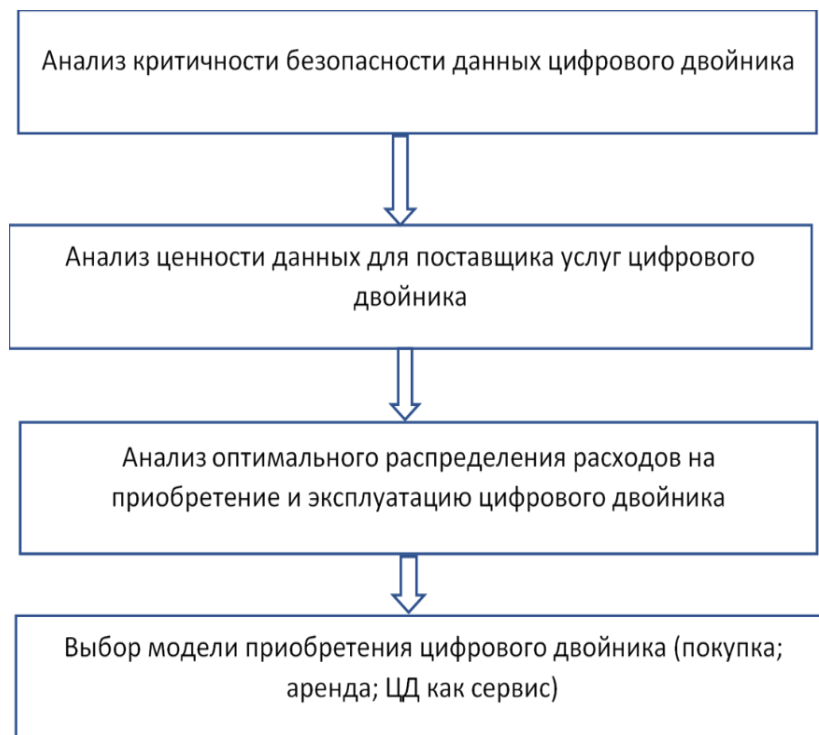 Анализ критичности безопасности данных цифрового двойника
Анализ ценности данных для поставщика услуг цифрового
двойника
Анализ оптимального распределения расходов на
приобретение и эксплуатацию цифрового двойника
Выбор модели приобретения цифрового двойника (покупка;
аренда; ЦД как сервис)